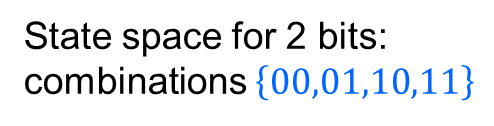 State space for 2 bits:
combinations {00,01,10,11}